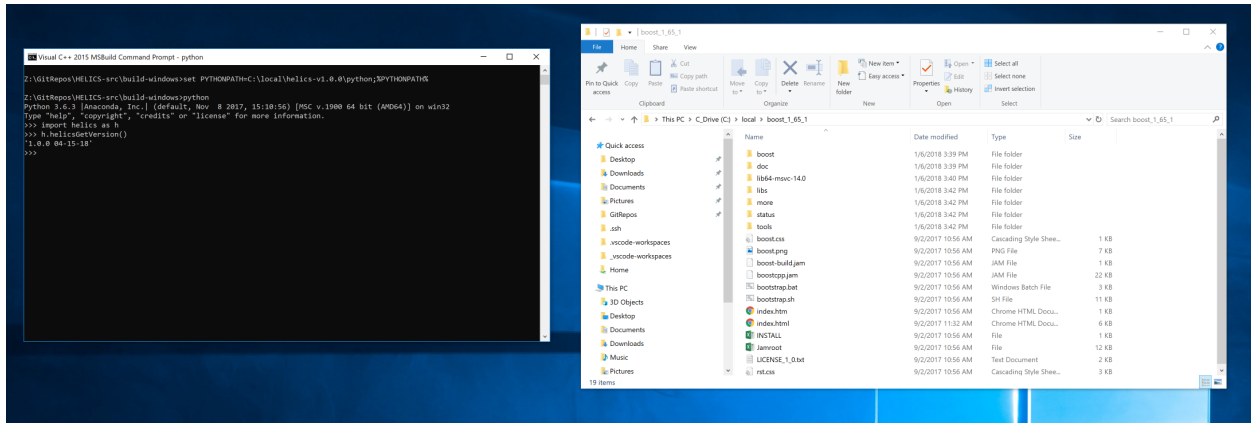 Visual C++ 2015 MSBuild Command Prompt - python
Z:\GitRepos\HELICS-src\build-windows>set PYTHONPATH=C:\local\helics-v1.0.0\python;%PYTHONPATH%
Z:\GitRepos\HELICS-src\build-windows>python
Python 3.6.3 |Anaconda, Inc.| (default, Nov  8 2017, 15:10:56) [MSC v.1900 64 bit (AMD64)] on win32
Type "help", "copyright", "credits" or "license" for more information.
>>> import helics as h
>>> h.helicsGetVersion()
'1.0.0 04-15-18'
>>>
boost_1_65_1
File Home Share View
Pin to Quick access
Copy
Paste
Cut
Copy path
Paste shortcut
Move to
Copy to
Delete
Rename
New folder
New item
Easy access
Properties
Open
Edit
History
Select all
Select none
Invert selection
Clipboard Organize New Open Select
This PC > C_Drive (C:) > local > boost_1_65_1
Search boost_1_65_1
Quick access
Desktop
Downloads
Documents
Pictures
GitRepos
.ssh
.vscode-workspaces
_vscode-workspaces
Home
This PC
3D Objects
Desktop
Documents
Downloads
Music
Pictures
Name Date modified Type Size
boost 1/6/2018 3:39 PM File folder
doc 1/6/2018 3:39 PM File folder
lib64-msvc-14.0 1/6/2018 3:40 PM File folder
libs 1/6/2018 3:42 PM File folder
more 1/6/2018 3:42 PM File folder
status 1/6/2018 3:42 PM File folder
tools 1/6/2018 3:42 PM File folder
boost.css 9/2/2017 10:56 AM Cascading Style Shee... 1 KB
boost.png 9/2/2017 10:56 AM PNG File 7 KB
boost-build.jam 9/2/2017 10:56 AM JAM File 1 KB
boostcpp.jam 9/2/2017 10:56 AM JAM File 22 KB
bootstrap.bat 9/2/2017 10:56 AM Windows Batch File 3 KB
bootstrap.sh 9/2/2017 10:56 AM SH File 11 KB
index.htm 9/2/2017 10:56 AM Chrome HTML Docu... 1 KB
index.html 9/2/2017 11:32 AM Chrome HTML Docu... 6 KB
INSTALL 9/2/2017 10:56 AM File 1 KB
Jamroot 9/2/2017 10:56 AM File 12 KB
LICENSE_1_0.txt 9/2/2017 10:56 AM Text Document 2 KB
rst.css 9/2/2017 10:56 AM Cascading Style Shee... 3 KB
19 items